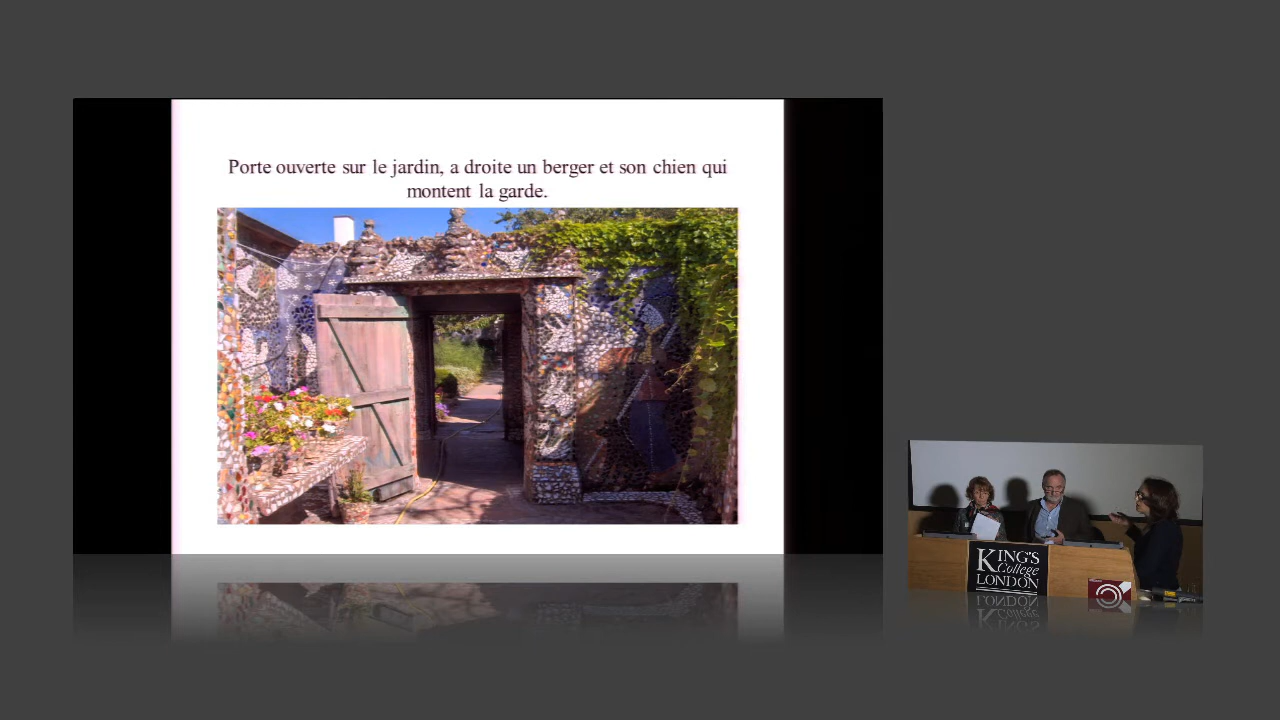 Porte ouverte sur le jardin, a droite un berger et son chien qui
montent la garde.
KING'S
College
LONDON